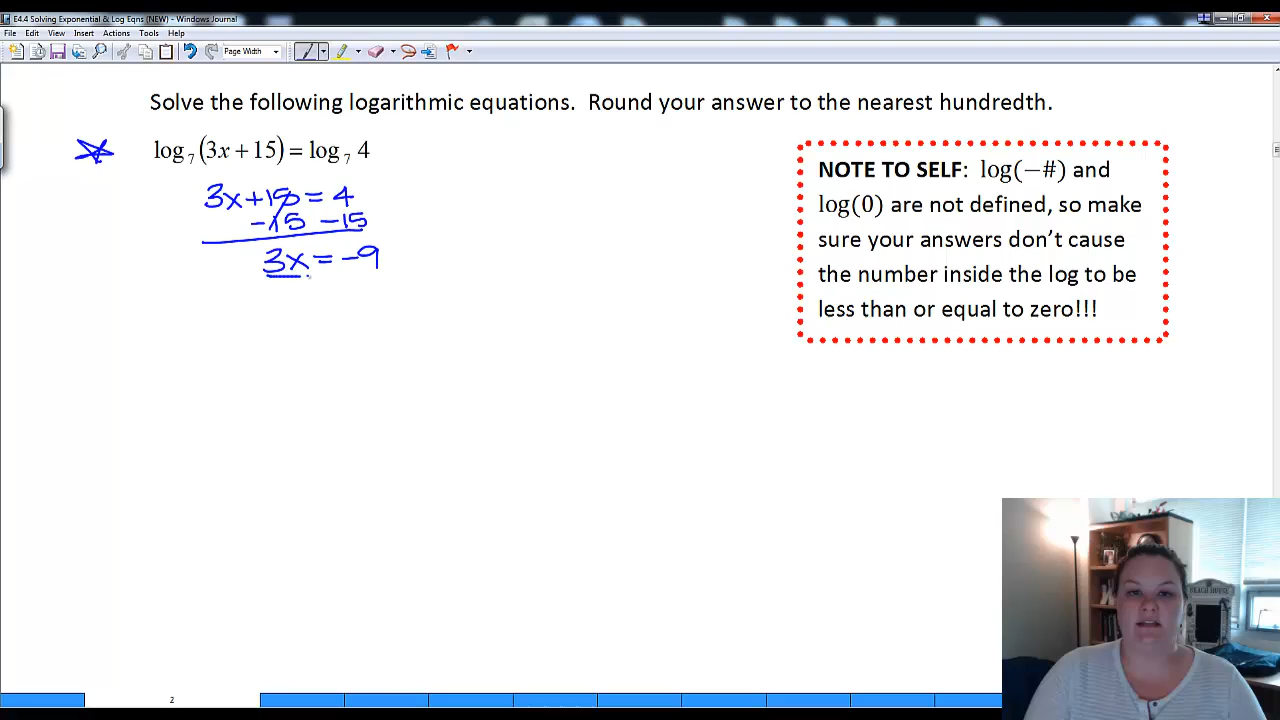 E4.4 Solving Exponential & Log Eqns (NEW) - Windows Journal
File Edit View Insert Actions Tools Help
Page Width
Solve the following logarithmic equations. Round your answer to the nearest hundredth.
log₇(3x + 15) = log₇ 4
3x+15 = 4
-15 -15
3x = -9
NOTE TO SELF: log(−#) and
log(0) are not defined, so make
sure your answers don't cause
the number inside the log to be
less than or equal to zero!!!
BEACH HOUSE
2